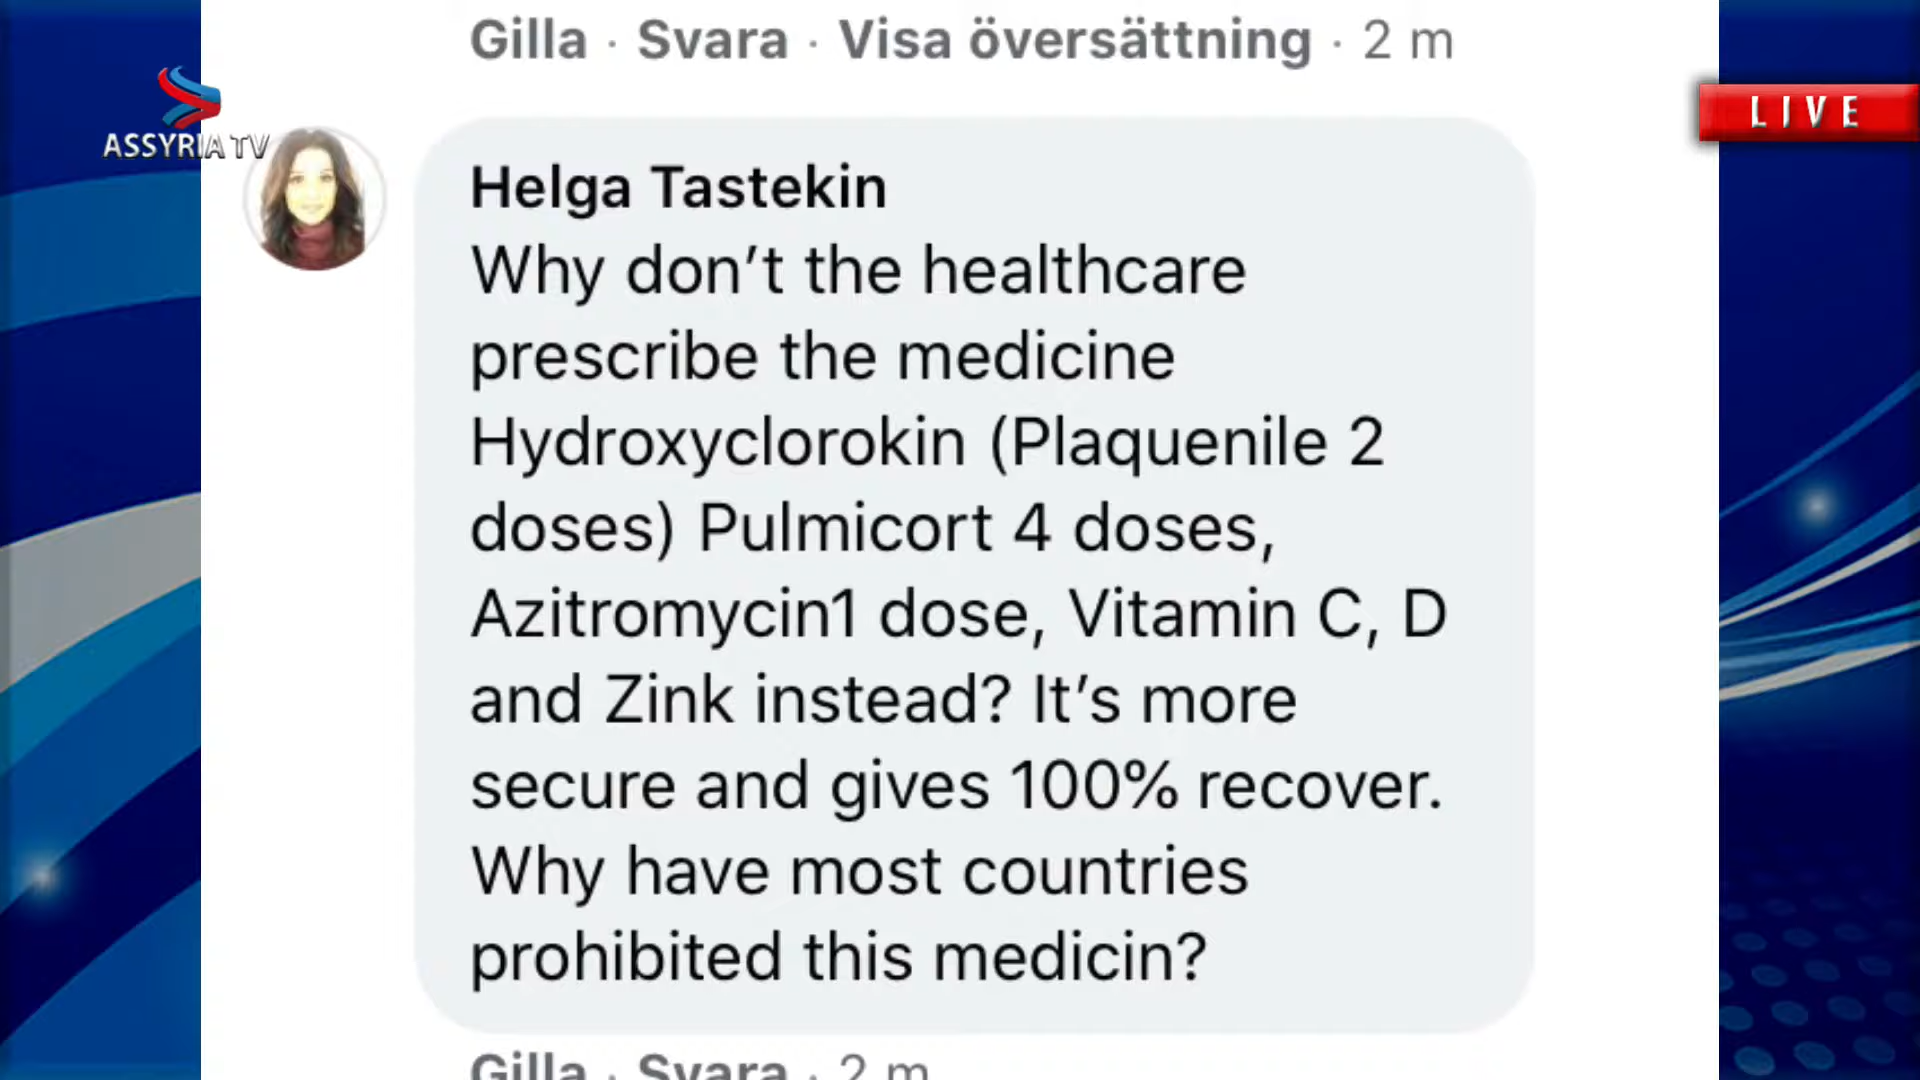 Gilla · Svara · Visa översättning · 2 m
ASSYRIA TV
LIVE
Helga Tastekin
Why don’t the healthcare
prescribe the medicine
Hydroxyclorokin (Plaquenile 2
doses) Pulmicort 4 doses,
Azitromycin1 dose, Vitamin C, D
and Zink instead? It’s more
secure and gives 100% recover.
Why have most countries
prohibited this medicin?
Gilla · Svara · 2 m